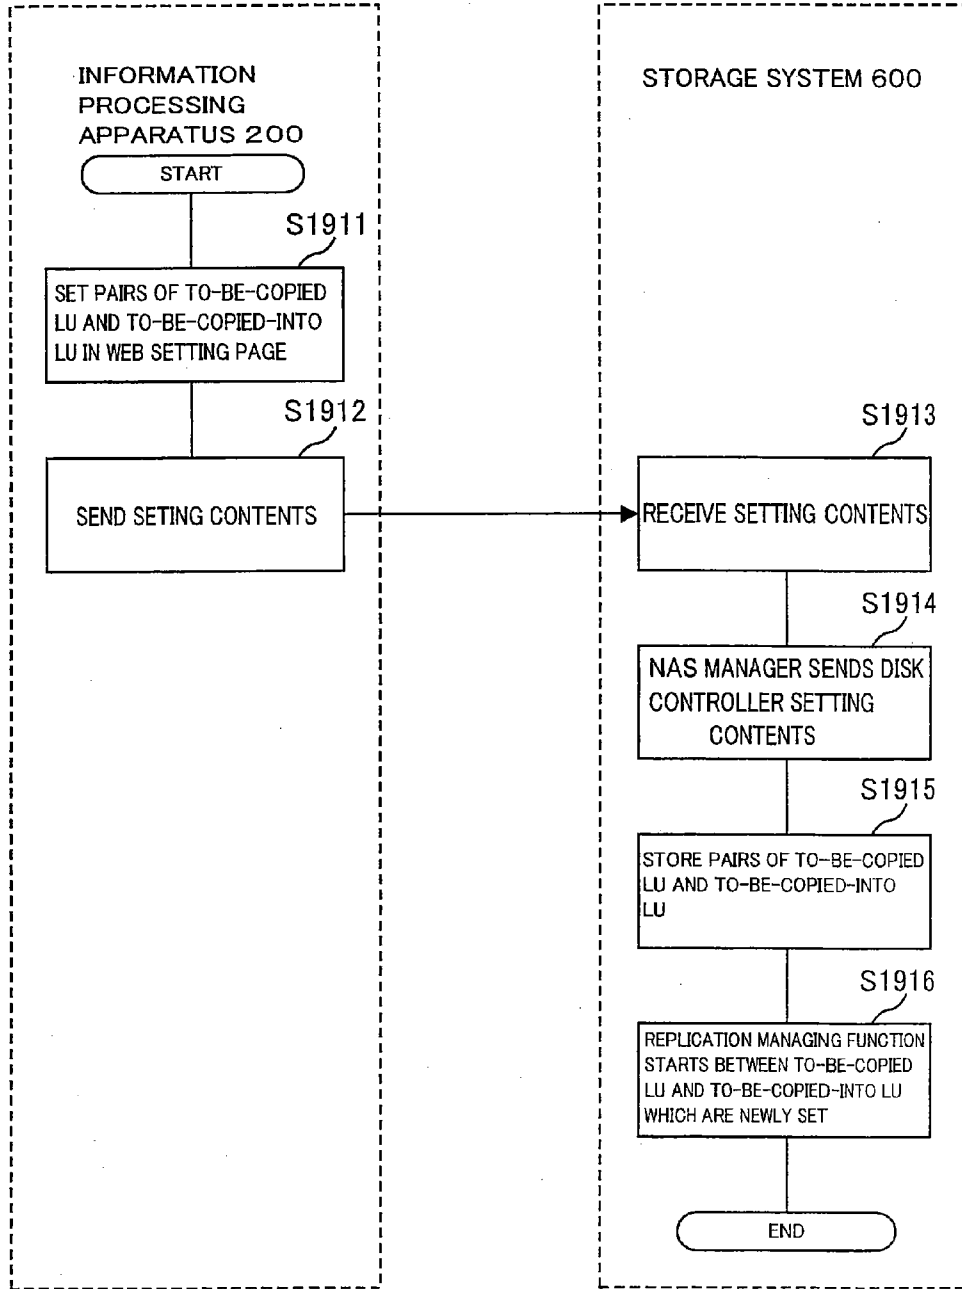 INFORMATION
PROCESSING
APPARATUS 200
START
S1911
SET PAIRS OF TO-BE-COPIED
LU AND TO-BE-COPIED-INTO
LU IN WEB SETTING PAGE
S1912
SEND SETING CONTENTS
STORAGE SYSTEM 600
S1913
RECEIVE SETTING CONTENTS
S1914
NAS MANAGER SENDS DISK
CONTROLLER SETTING
CONTENTS
S1915
STORE PAIRS OF TO-BE-COPIED
LU AND TO-BE-COPIED-INTO
LU
S1916
REPLICATION MANAGING FUNCTION
STARTS BETWEEN TO-BE-COPIED
LU AND TO-BE-COPIED-INTO LU
WHICH ARE NEWLY SET
END